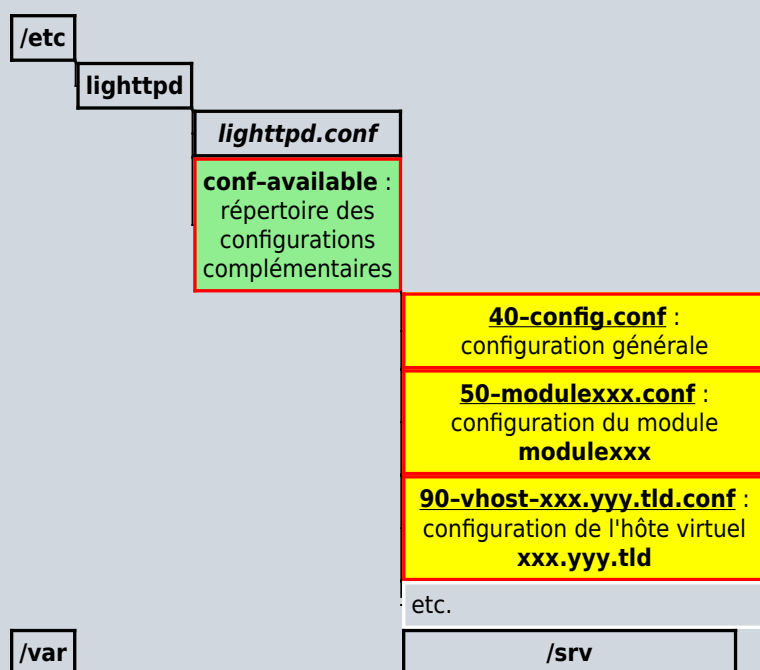 /etc
lighttpd
lighttpd.conf
conf–available :
répertoire des
configurations
complémentaires
40–config.conf :
configuration générale
50–modulexxx.conf :
configuration du module
modulexxx
90–vhost–xxx.yyy.tld.conf :
configuration de l'hôte virtuel
xxx.yyy.tld
etc.
/var
/srv